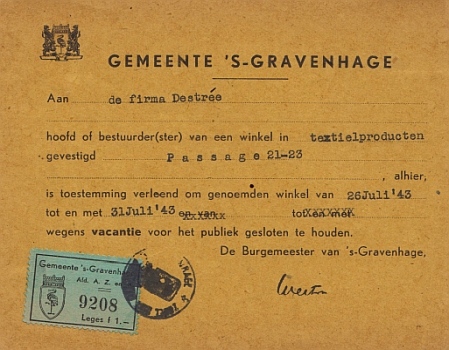 GEMEENTE 'S-GRAVENHAGE
Aan de firma Destrée
hoofd of bestuurder(ster) van een winkel in textielproducten
gevestigd Passage 21-23
, alhier,
is toestemming verleend om genoemden winkel van 26Juli'43
tot en met 31Juli'43 en van tot en met
wegens vacantie voor het publiek gesloten te houden.
De Burgemeester van 's-Gravenhage,
Gemeente 's-Gravenhage
Afd. A. Z. en
9208
Leges f 1.-